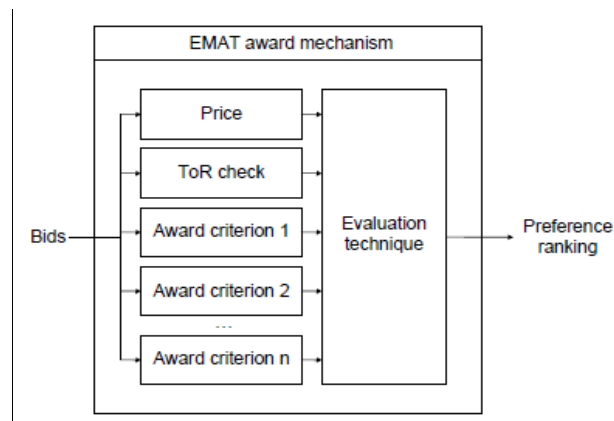 EMAT award mechanism
Price
ToR check
Award criterion 1
Bids
Evaluation
technique
Preference
ranking
Award criterion 2
...
Award criterion n